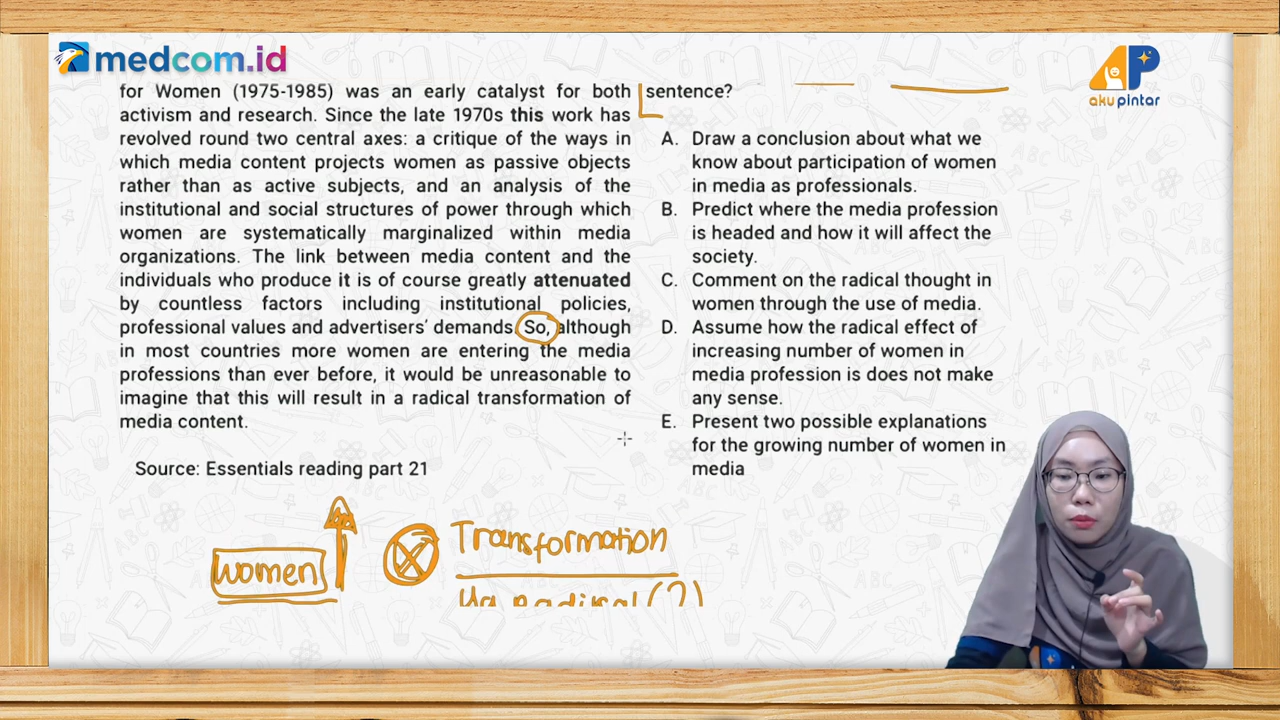 medcom.id
AP
aku pintar
for Women (1975-1985) was an early catalyst for both
activism and research. Since the late 1970s this work has
revolved round two central axes: a critique of the ways in
which media content projects women as passive objects
rather than as active subjects, and an analysis of the
institutional and social structures of power through which
women are systematically marginalized within media
organizations. The link between media content and the
individuals who produce it is of course greatly attenuated
by countless factors including institutional policies,
professional values and advertisers' demands. So, although
in most countries more women are entering the media
professions than ever before, it would be unreasonable to
imagine that this will result in a radical transformation of
media content.
Source: Essentials reading part 21
sentence?
A. Draw a conclusion about what we
know about participation of women
in media as professionals.
B. Predict where the media profession
is headed and how it will affect the
society.
C. Comment on the radical thought in
women through the use of media.
D. Assume how the radical effect of
increasing number of women in
media profession is does not make
any sense.
E. Present two possible explanations
for the growing number of women in
media
women
Transformation
yg radikal (?)